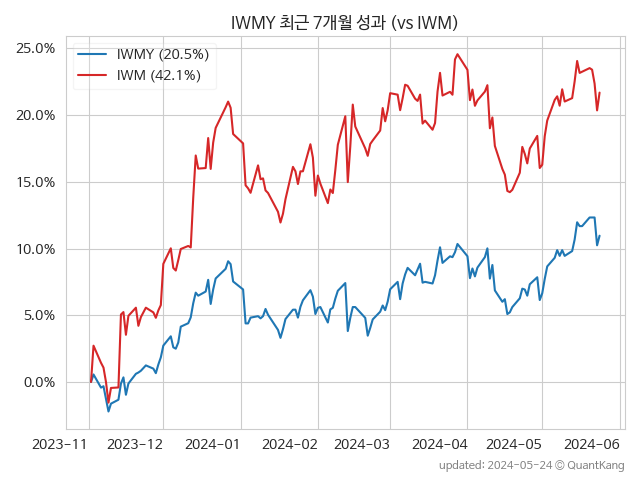 IWMY 최근 7개월 성과 (vs IWM)
IWMY (20.5%)
IWM (42.1%)
25.0%
20.0%
15.0%
10.0%
5.0%
0.0%
2023-11 2023-12 2024-01 2024-02 2024-03 2024-04 2024-05 2024-06
updated: 2024-05-24 © QuantKang